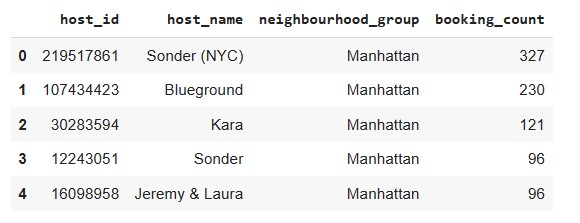 host_id host_name neighbourhood_group booking_count
0 219517861 Sonder (NYC) Manhattan 327
1 107434423 Blueground Manhattan 230
2 30283594 Kara Manhattan 121
3 12243051 Sonder Manhattan 96
4 16098958 Jeremy & Laura Manhattan 96